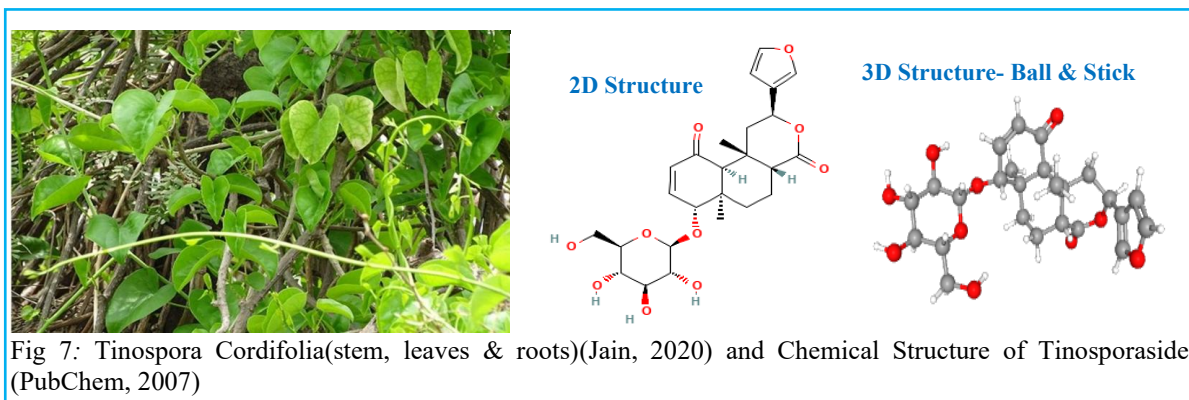 2D Structure
3D Structure- Ball & Stick
O
O
O
O
H
H
O
O
H
O
O
H
O
H
O
H
O
Fig 7: Tinospora Cordifolia(stem, leaves & roots)(Jain, 2020) and Chemical Structure of Tinosporaside
(PubChem, 2007)